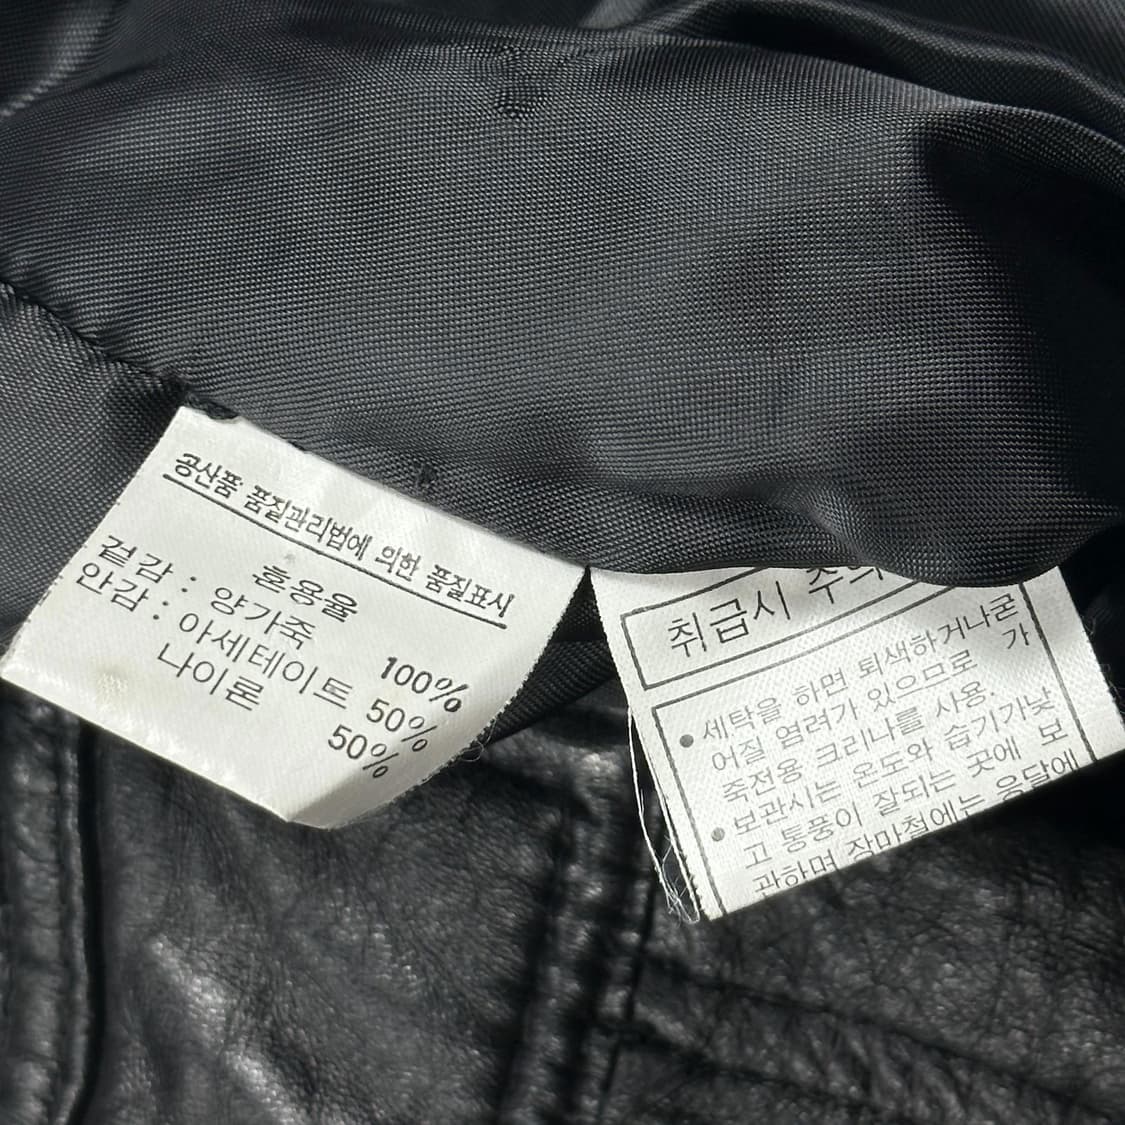 공산품 품질관리법에 의한 품질표시
혼용율
겉감 : 양가죽 100%
안감 : 아세테이트 50%
나이론 50%
취급시 주의
세탁을 하면 퇴색하거나굳
어질 염려가 있으므로 가
죽전용 크리나를 사용.
보관시는 온도와 습기가낮
고 통풍이 잘되는 곳에 보
관하며 장마철에는 응달에